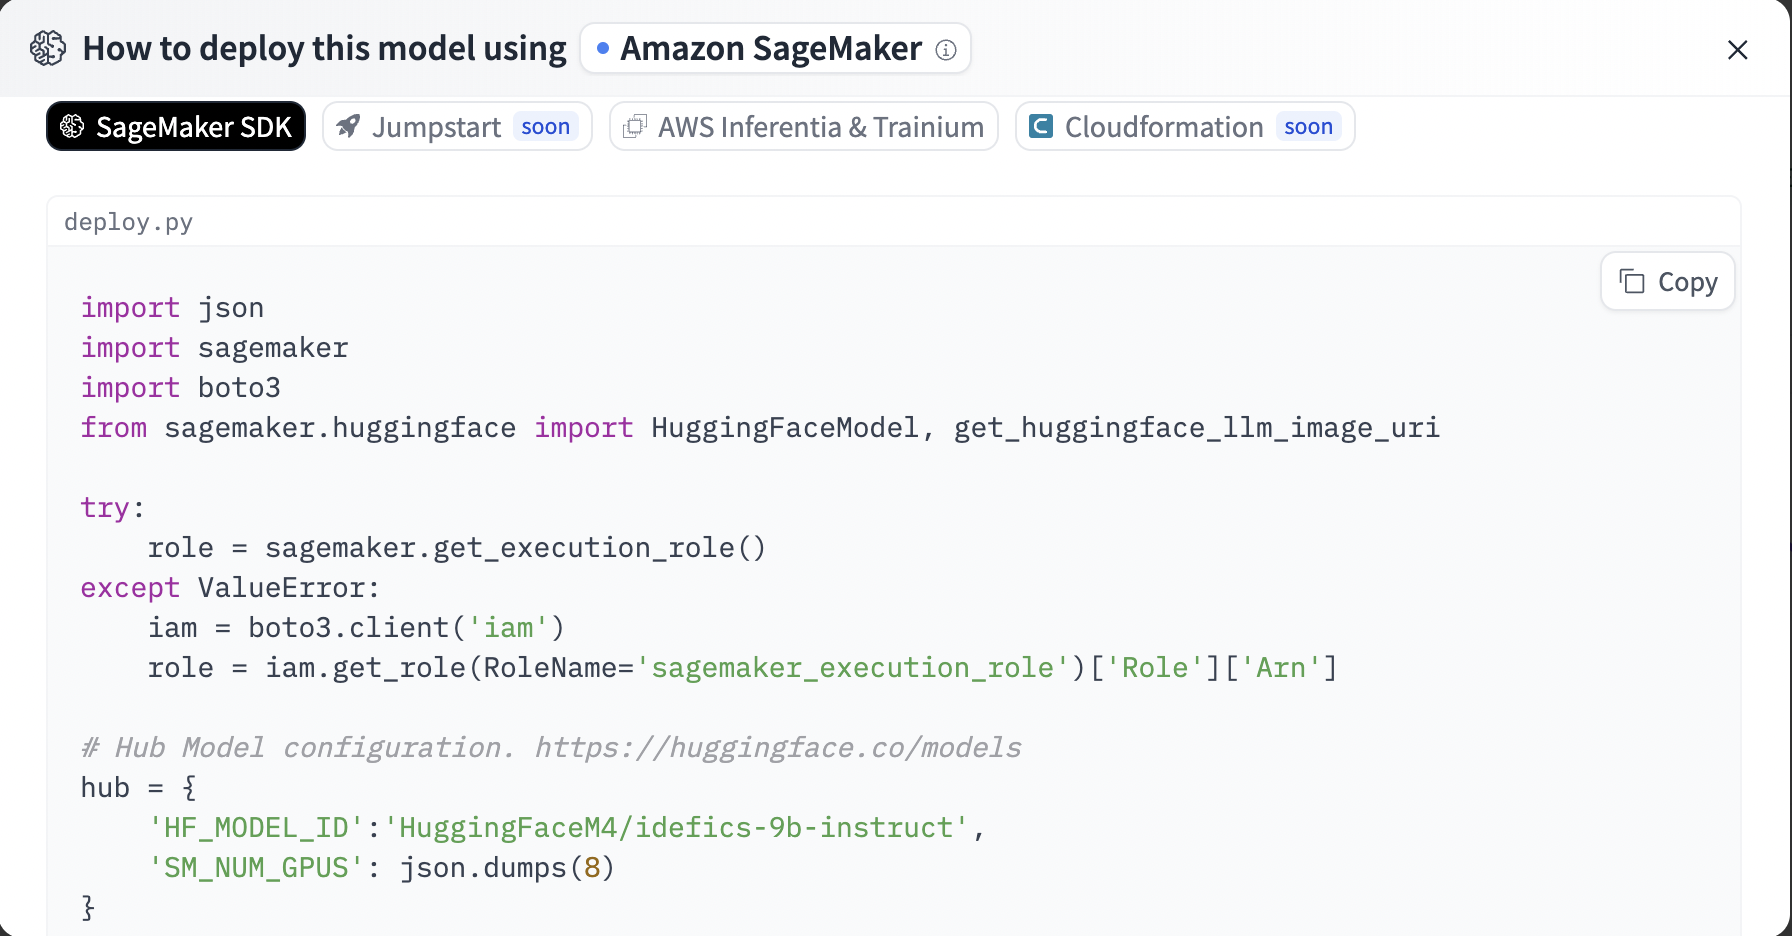 How to deploy this model using Amazon SageMaker
SageMaker SDK Jumpstart soon AWS Inferentia & Trainium Cloudformation soon
deploy.py
Copy
import json
import sagemaker
import boto3
from sagemaker.huggingface import HuggingFaceModel, get_huggingface_llm_image_uri

try:
    role = sagemaker.get_execution_role()
except ValueError:
    iam = boto3.client('iam')
    role = iam.get_role(RoleName='sagemaker_execution_role')['Role']['Arn']

# Hub Model configuration. https://huggingface.co/models
hub = {
    'HF_MODEL_ID':'HuggingFaceM4/idefics-9b-instruct',
    'SM_NUM_GPUS': json.dumps(8)
}